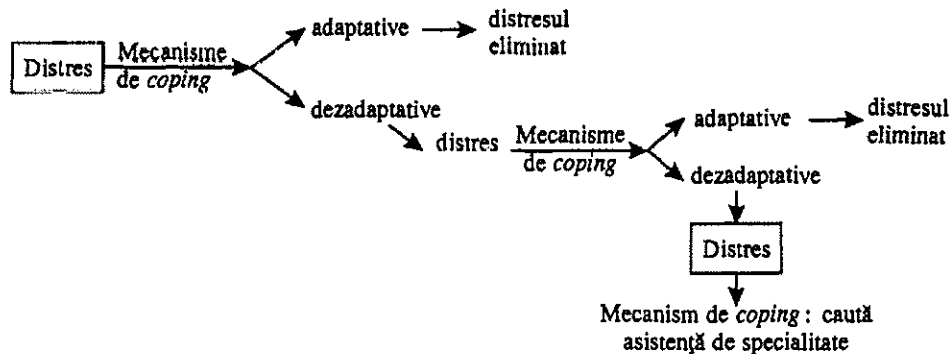 Distres
Mecanisme
de coping
adaptative
distresul
eliminat
dezadaptative
distres
Mecanisme
de coping
adaptative
distresul
eliminat
dezadaptative
Distres
Mecanism de coping : caută
asistenţă de specialitate